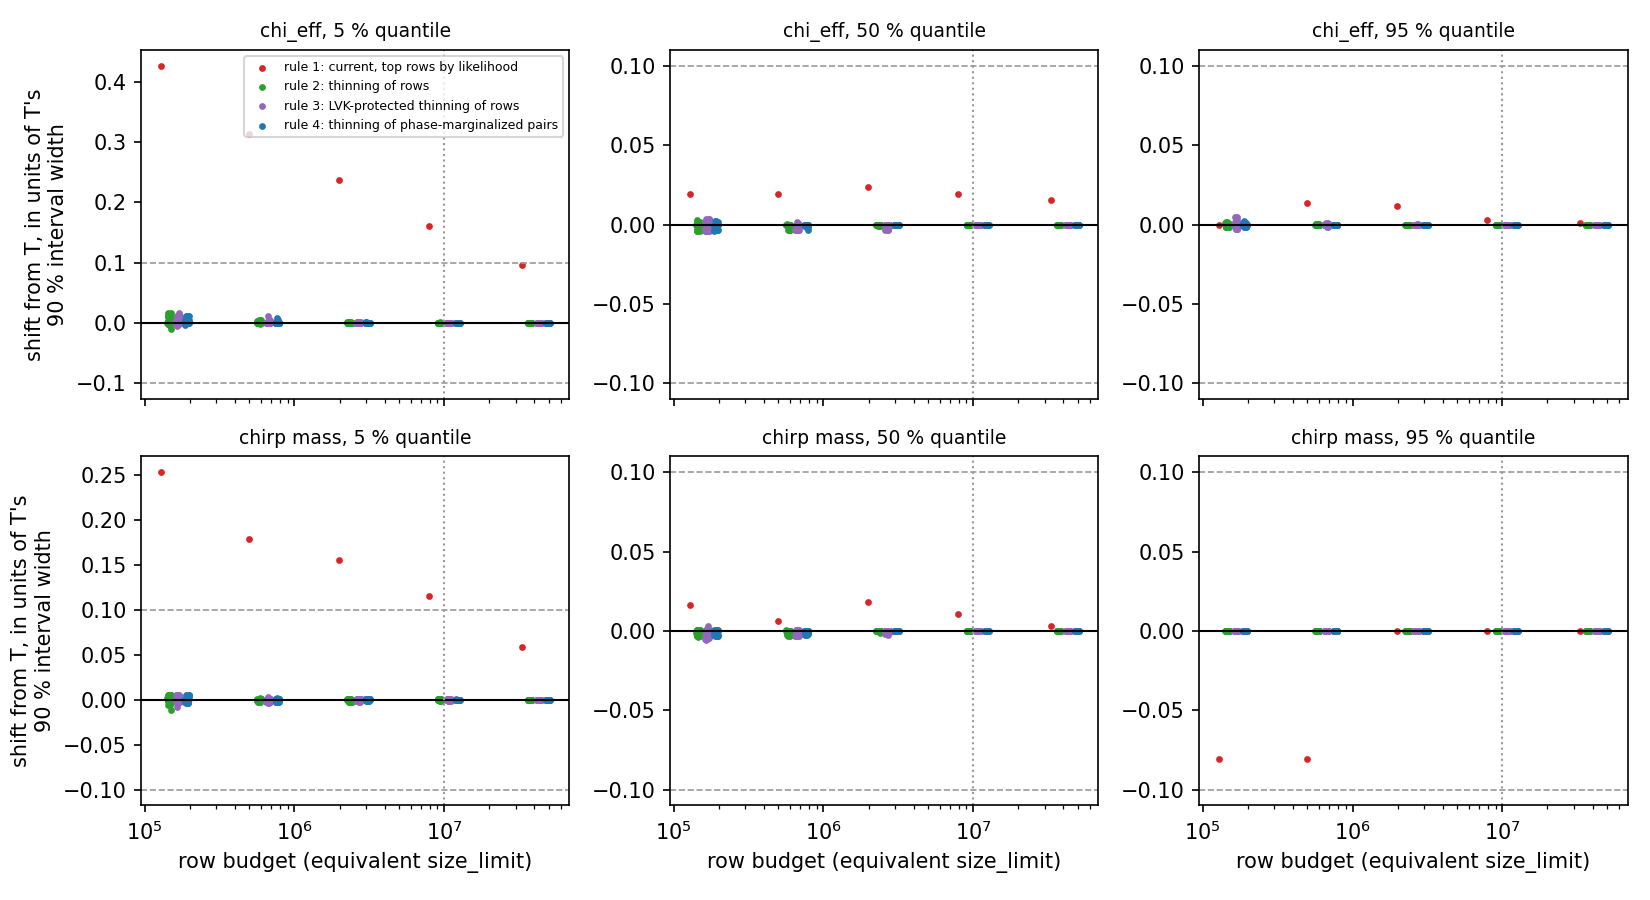 chi_eff, 5 % quantile
chi_eff, 50 % quantile
chi_eff, 95 % quantile
shift from T, in units of T's
90 % interval width
0.4
0.3
0.2
0.1
0.0
−0.1
rule 1: current, top rows by likelihood
rule 2: thinning of rows
rule 3: LVK-protected thinning of rows
rule 4: thinning of phase-marginalized pairs
0.10
0.05
0.00
−0.05
−0.10
0.10
0.05
0.00
−0.05
−0.10
chirp mass, 5 % quantile
chirp mass, 50 % quantile
chirp mass, 95 % quantile
shift from T, in units of T's
90 % interval width
0.25
0.20
0.15
0.10
0.05
0.00
−0.05
−0.10
0.10
0.05
0.00
−0.05
−0.10
0.10
0.05
0.00
−0.05
−0.10
10⁵ 10⁶ 10⁷
10⁵ 10⁶ 10⁷
10⁵ 10⁶ 10⁷
row budget (equivalent size_limit)
row budget (equivalent size_limit)
row budget (equivalent size_limit)